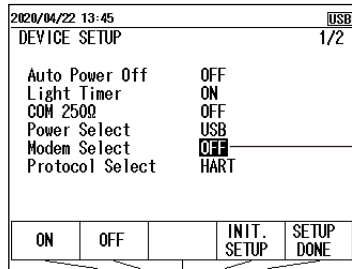 2020/04/22 13:45 USB
DEVICE SETUP 1/2
Auto Power Off OFF
Light Timer ON
COM 250Ω OFF
Power Select USB
Modem Select OFF
Protocol Select HART
ON OFF INIT. SETUP SETUP DONE